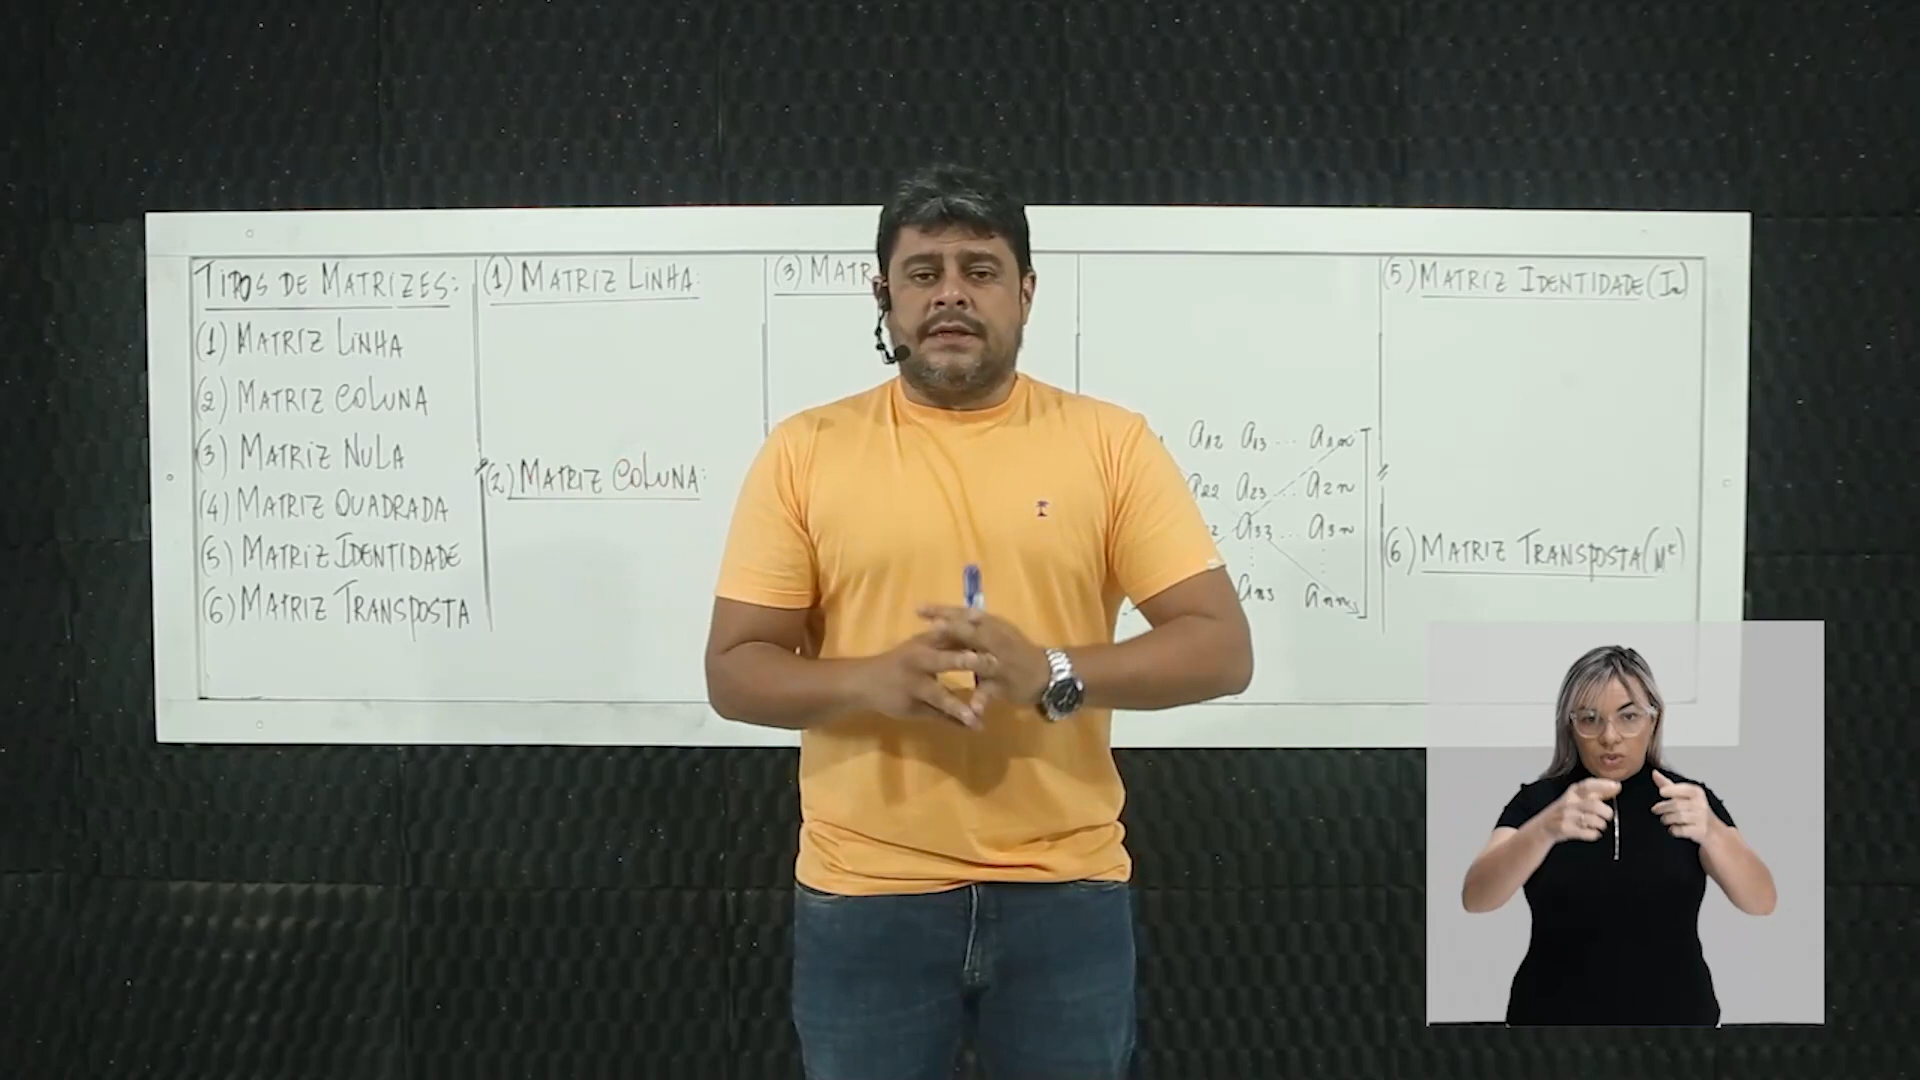 TIPOS DE MATRIZES:
(1) MATRIZ LINHA
(2) MATRIZ COLUNA
(3) MATRIZ NULA
(4) MATRIZ QUADRADA
(5) MATRIZ IDENTIDADE
(6) MATRIZ TRANSPOSTA
(1) MATRIZ LINHA:
(2) MATRIZ COLUNA:
(3) MATR
a12 a13 ... a1n
a22 a23 ... a2n
a33 ... a3n
an3 ann
(5) MATRIZ IDENTIDADE (In)
(6) MATRIZ TRANSPOSTA (Mt)